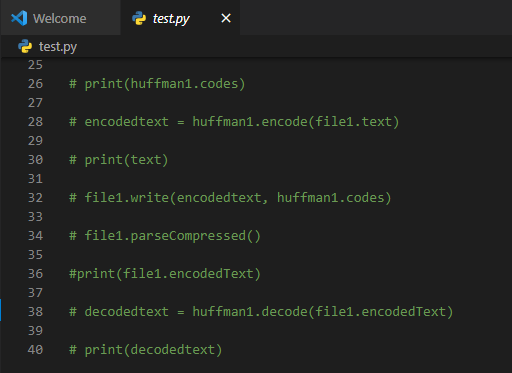 Welcome test.py ×
test.py
25
26 # print(huffman1.codes)
27
28 # encodedtext = huffman1.encode(file1.text)
29
30 # print(text)
31
32 # file1.write(encodedtext, huffman1.codes)
33
34 # file1.parseCompressed()
35
36 #print(file1.encodedText)
37
38 # decodedtext = huffman1.decode(file1.encodedText)
39
40 # print(decodedtext)